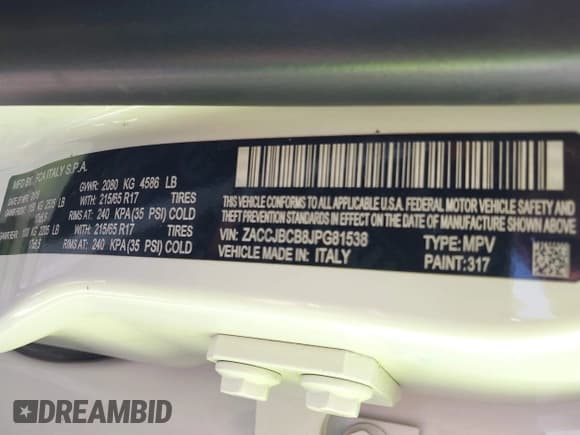 MFD BY: FCA ITALY S.P.A.
GVWR: 2080 KG 4586 LB
WITH: 215/65 R17 TIRES
RIMS AT: 240 KPA (35 PSI) COLD
WITH: 215/65 R17 TIRES
RIMS AT: 240 KPA (35 PSI) COLD
THIS VEHICLE CONFORMS TO ALL APPLICABLE U.S.A. FEDERAL MOTOR VEHICLE SAFETY AND
THEFT PREVENTION STANDARDS IN EFFECT ON THE DATE OF MANUFACTURE SHOWN ABOVE.
VIN: ZACCJBCB8JPG81538 TYPE: MPV
VEHICLE MADE IN: ITALY PAINT: 317
DREAMBID